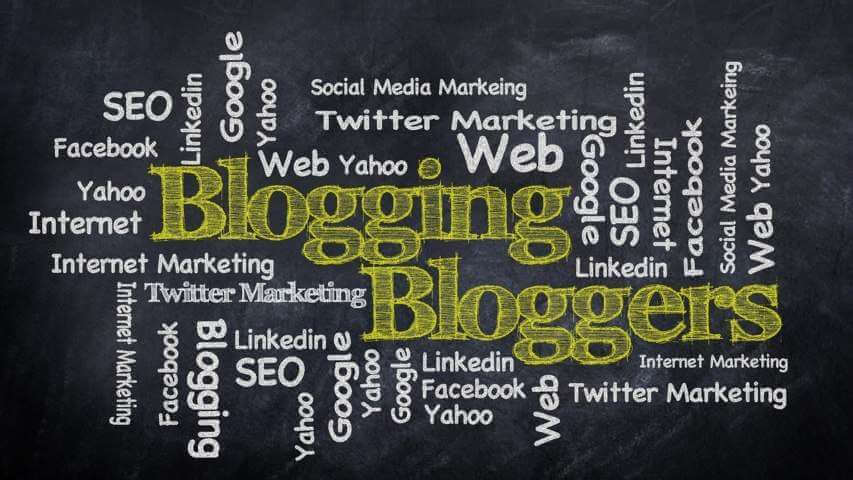 Social Media Markeing
SEO
Linkedin
Google
Yahoo
Twitter Marketing
Facebook
Web
Yahoo
Web
Google
Linkedin
SEO
Internet
Facebook
Social Media Markeing
Web Yahoo
Yahoo
Blogging
Internet
Internet Marketing
Linkedin
Twitter Marketing
Bloggers
Internet Marketing
Facebook
Blogging
Linkedin
SEO
Yahoo
Google
Yahoo
Google
Linkedin
Facebook
Yahoo
Web
Internet Marketing
Twitter Marketing